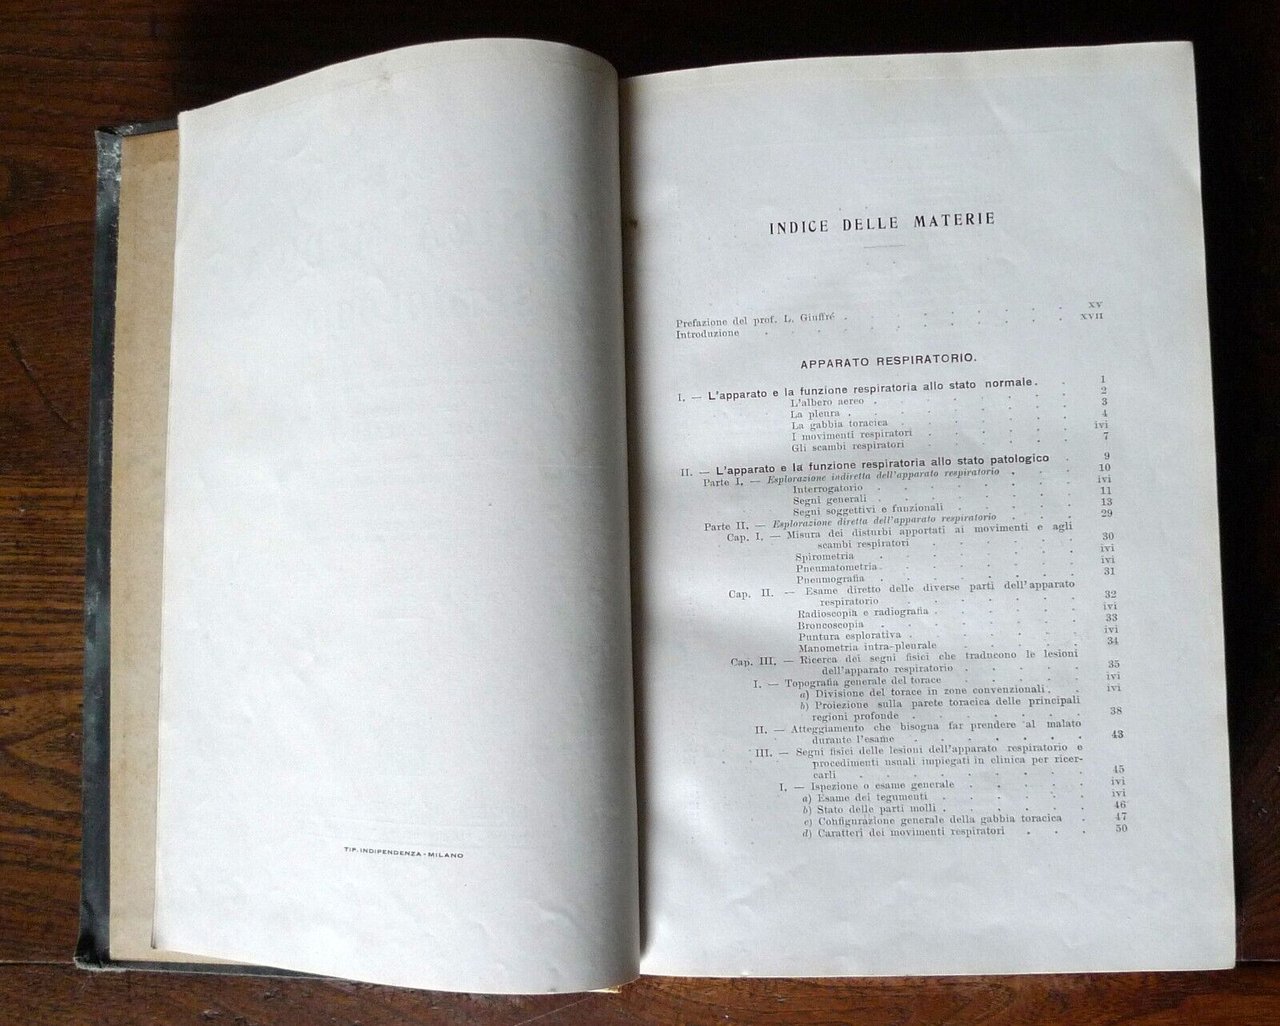 TIP. INDIPENDENZA - MILANO
INDICE DELLE MATERIE
Prefazione del prof. L. Giuffré . XV
Introduzione . XVII
APPARATO RESPIRATORIO.
I. — L'apparato e la funzione respiratoria allo stato normale. 1
L'albero aereo . 2
La pleura . 3
La gabbia toracica . 4
I movimenti respiratori . ivi
Gli scambi respiratori . 7
II. — L'apparato e la funzione respiratoria allo stato patologico . 9
Parte I. — Esplorazione indiretta dell'apparato respiratorio . 10
Interrogatorio . ivi
Segni generali . 11
Segni soggettivi e funzionali . 13
Parte II. — Esplorazione diretta dell'apparato respiratorio . 29
Cap. I. — Misura dei disturbi apportati ai movimenti e agli
scambi respiratori . 30
Spirometria . ivi
Pneumatometria . ivi
Pneumografia . 31
Cap. II. — Esame diretto delle diverse parti dell'apparato
respiratorio . 32
Radioscopia e radiografia . ivi
Broncoscopia . 33
Puntura esplorativa . ivi
Manometria intra-pleurale . 34
Cap. III. — Ricerca dei segni fisici che traducono le lesioni
dell'apparato respiratorio . 35
I. — Topografia generale del torace . ivi
a) Divisione del torace in zone convenzionali . ivi
b) Proiezione sulla parete toracica delle principali
regioni profonde . 38
II. — Atteggiamento che bisogna far prendere al malato
durante l'esame . 43
III. — Segni fisici delle lesioni dell'apparato respiratorio e
procedimenti usuali impiegati in clinica per ricer-
carli . 45
I. — Ispezione o esame generale . ivi
a) Esame dei tegumenti . ivi
b) Stato delle parti molli . 46
c) Configurazione generale della gabbia toracica . 47
d) Caratteri dei movimenti respiratori . 50